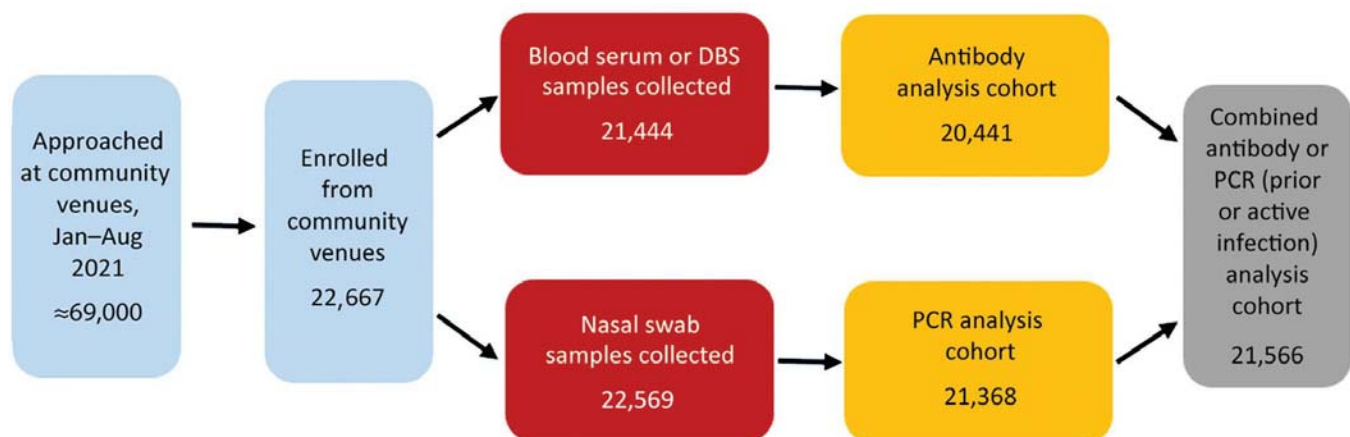 Approached
at community
venues,
Jan–Aug
2021
≈69,000
Enrolled
from
community
venues
22,667
Blood serum or DBS
samples collected
21,444
Antibody
analysis cohort
20,441
Nasal swab
samples collected
22,569
PCR analysis
cohort
21,368
Combined
antibody or
PCR (prior
or active
infection)
analysis
cohort
21,566